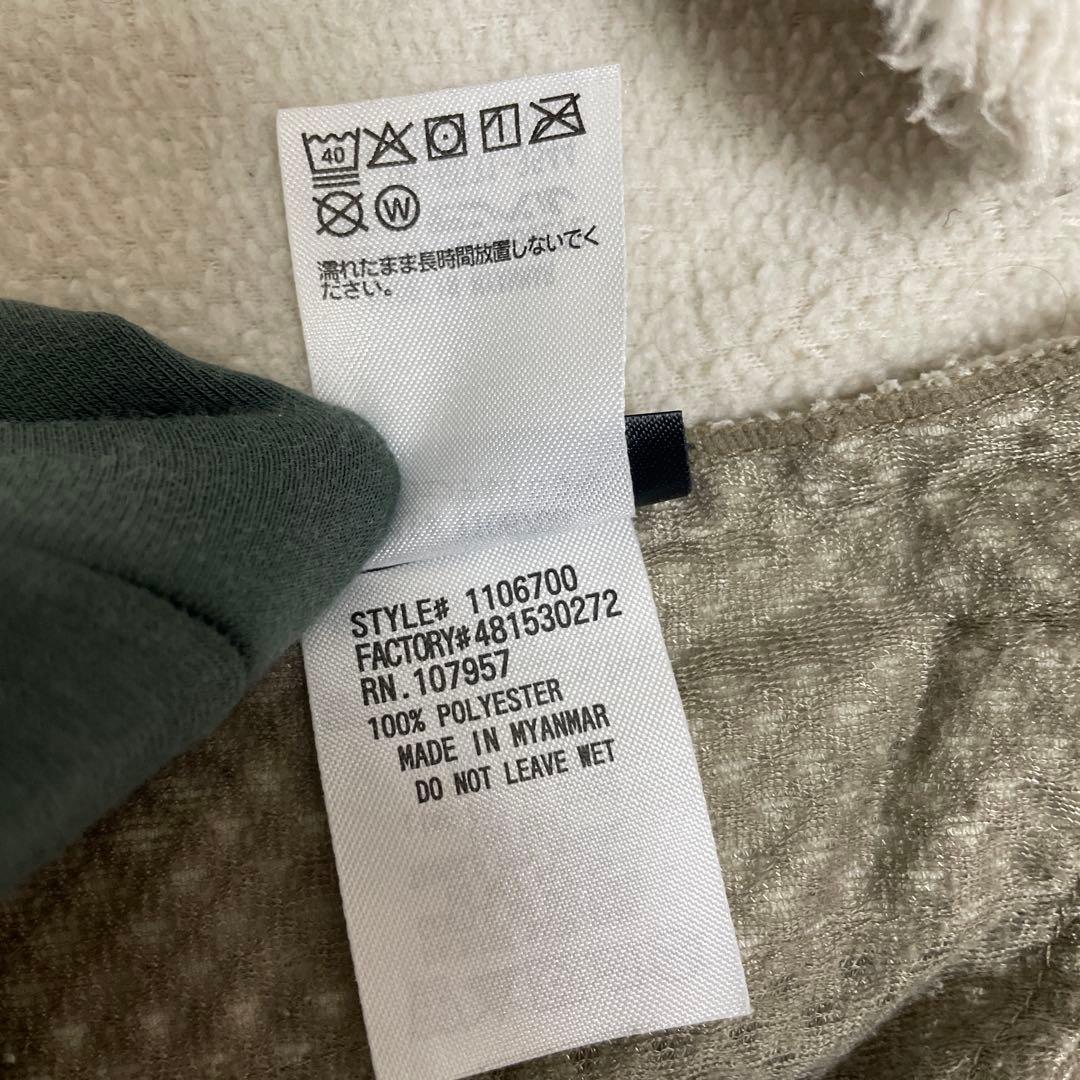 40
1
W
濡れたまま長時間放置しないでく
ださい。
STYLE# 1106700
FACTORY#481530272
RN.107957
100% POLYESTER
MADE IN MYANMAR
DO NOT LEAVE WET